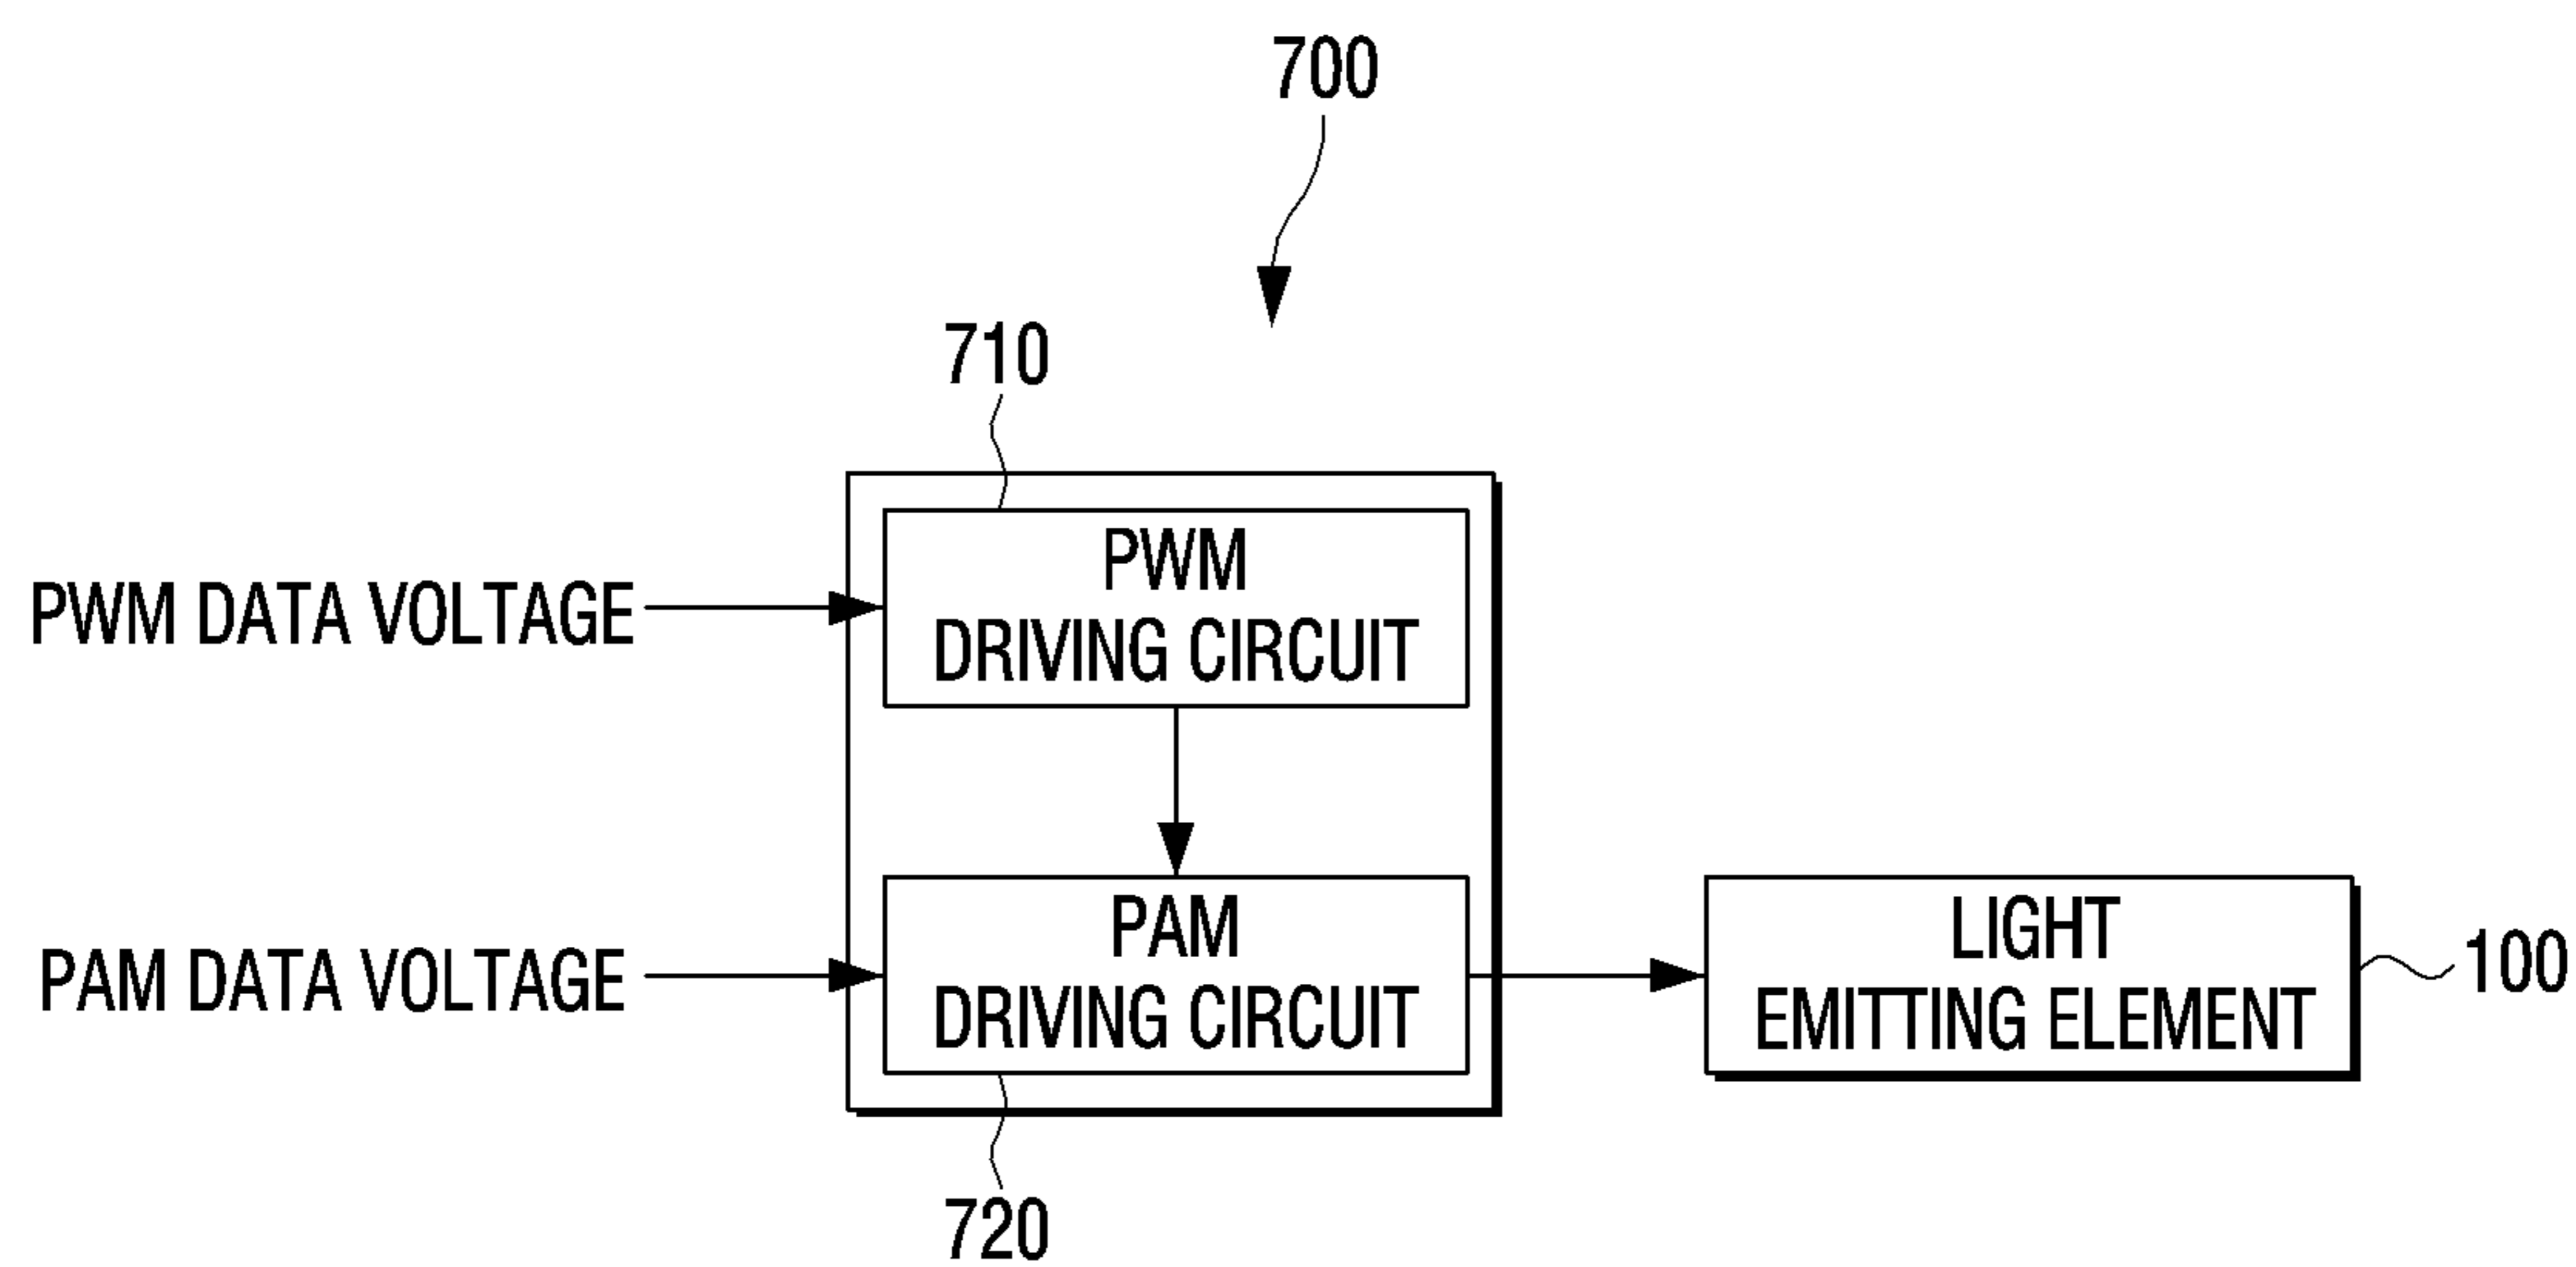 700
710
PWM
DRIVING CIRCUIT
PWM DATA VOLTAGE
PAM
DRIVING CIRCUIT
PAM DATA VOLTAGE
LIGHT
EMITTING ELEMENT
100
720